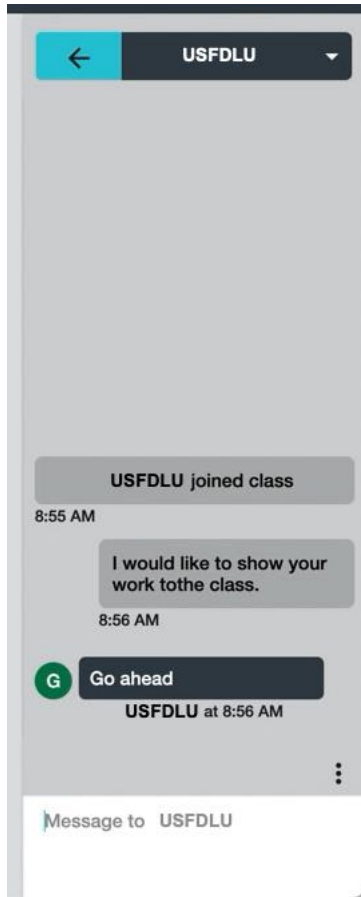 USFDLU
USFDLU joined class
8:55 AM
I would like to show your
work tothe class.
8:56 AM
G
Go ahead
USFDLU at 8:56 AM
Message to USFDLU